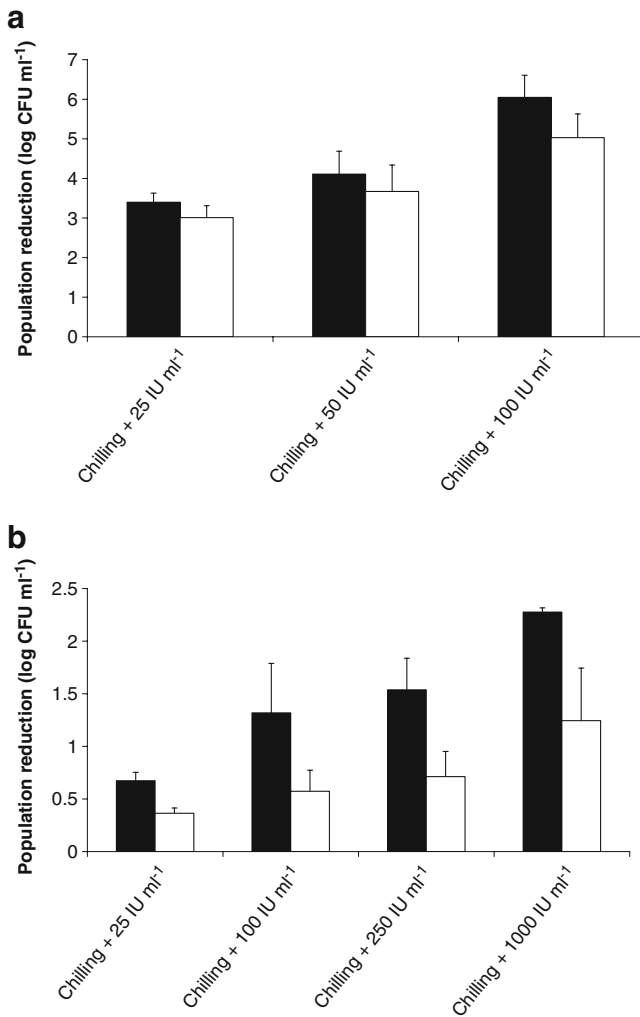 a
Population reduction (log CFU ml-1)
7
6
5
4
3
2
1
0
Chilling + 25 IU ml-1
Chilling + 50 IU ml-1
Chilling + 100 IU ml-1
b
Population reduction (log CFU ml-1)
2.5
2
1.5
1
0.5
0
Chilling + 25 IU ml-1
Chilling + 100 IU ml-1
Chilling + 250 IU ml-1
Chilling + 1000 IU ml-1